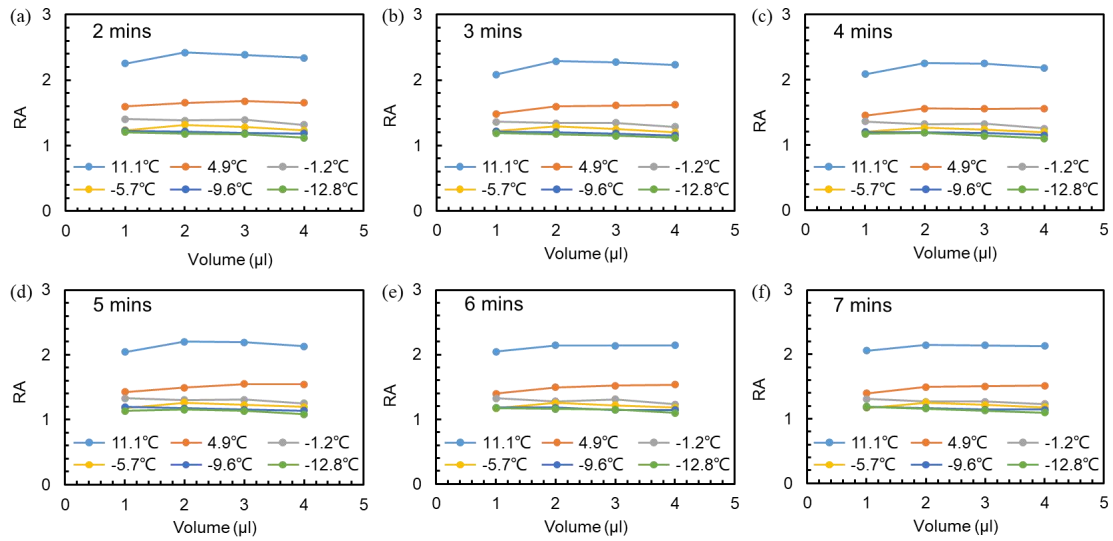 (a) 2 mins
3
2
1
0
RA
11.1℃ 4.9℃ -1.2℃
-5.7℃ -9.6℃ -12.8℃
0 1 2 3 4 5
Volume (μl)
(b) 3 mins
3
2
1
0
RA
11.1℃ 4.9℃ -1.2℃
-5.7℃ -9.6℃ -12.8℃
0 1 2 3 4 5
Volume (μl)
(c) 4 mins
3
2
1
0
RA
11.1℃ 4.9℃ -1.2℃
-5.7℃ -9.6℃ -12.8℃
0 1 2 3 4 5
Volume (μl)
(d) 5 mins
3
2
1
0
RA
11.1℃ 4.9℃ -1.2℃
-5.7℃ -9.6℃ -12.8℃
0 1 2 3 4 5
Volume (μl)
(e) 6 mins
3
2
1
0
RA
11.1℃ 4.9℃ -1.2℃
-5.7℃ -9.6℃ -12.8℃
0 1 2 3 4 5
Volume (μl)
(f) 7 mins
3
2
1
0
RA
11.1℃ 4.9℃ -1.2℃
-5.7℃ -9.6℃ -12.8℃
0 1 2 3 4 5
Volume (μl)